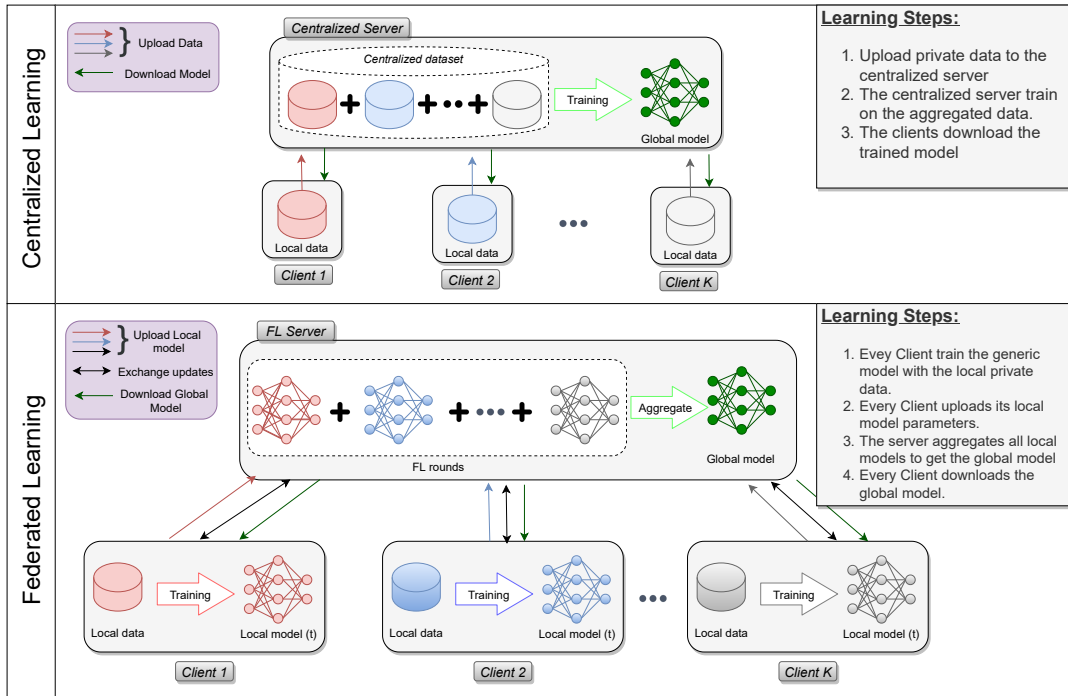 Centralized Learning
Upload Data
Download Model
Centralized Server
Centralized dataset
Training
Global model
Local data
Client 1
Local data
Client 2
Local data
Client K
Learning Steps:
1. Upload private data to the
centralized server
2. The centralized server train
on the aggregated data.
3. The clients download the
trained model
Federated Learning
Upload Local
model
Exchange updates
Download Global
Model
FL Server
FL rounds
Aggregate
Global model
Local data
Training
Local model (t)
Client 1
Local data
Training
Local model (t)
Client 2
Local data
Training
Local model (t)
Client K
Learning Steps:
1. Evey Client train the generic
model with the local private
data.
2. Every Client uploads its local
model parameters.
3. The server aggregates all local
models to get the global model
4. Every Client downloads the
global model.